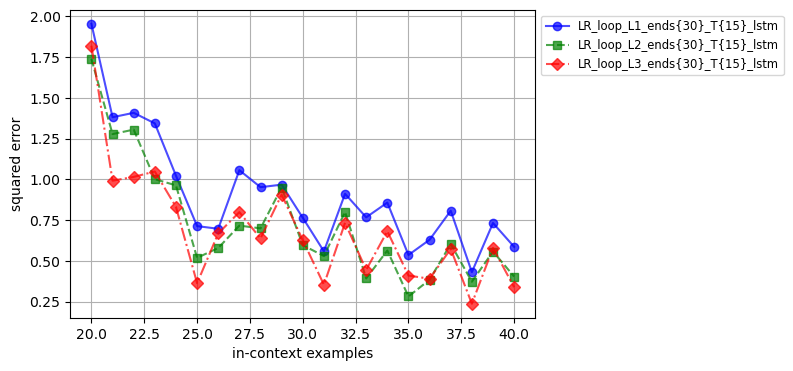 2.00
1.75
1.50
1.25
1.00
0.75
0.50
0.25
squared error
20.0 22.5 25.0 27.5 30.0 32.5 35.0 37.5 40.0
in-context examples
LR_loop_L1_ends{30}_T{15}_lstm
LR_loop_L2_ends{30}_T{15}_lstm
LR_loop_L3_ends{30}_T{15}_lstm